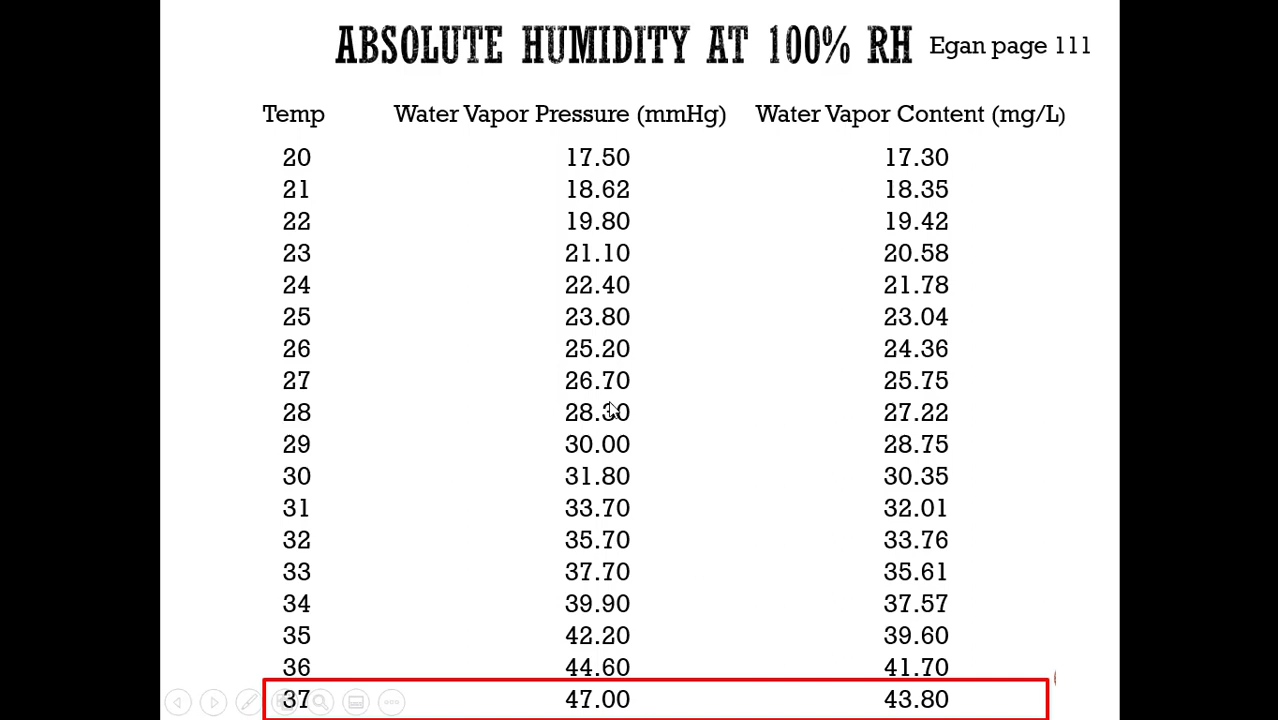 ABSOLUTE HUMIDITY AT 100% RH Egan page 111
Temp Water Vapor Pressure (mmHg) Water Vapor Content (mg/L)
20 17.50 17.30
21 18.62 18.35
22 19.80 19.42
23 21.10 20.58
24 22.40 21.78
25 23.80 23.04
26 25.20 24.36
27 26.70 25.75
28 28.30 27.22
29 30.00 28.75
30 31.80 30.35
31 33.70 32.01
32 35.70 33.76
33 37.70 35.61
34 39.90 37.57
35 42.20 39.60
36 44.60 41.70
37 47.00 43.80